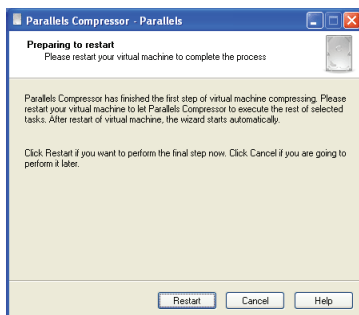 Parallels Compressor - Parallels
Preparing to restart
Please restart your virtual machine to complete the process
Parallels Compressor has finished the first step of virtual machine compressing. Please
restart your virtual machine to let Parallels Compressor to execute the rest of selected
tasks. After restart of virtual machine, the wizard starts automatically.
Click Restart if you want to perform the final step now. Click Cancel if you are going to
perform it later.
Restart Cancel Help